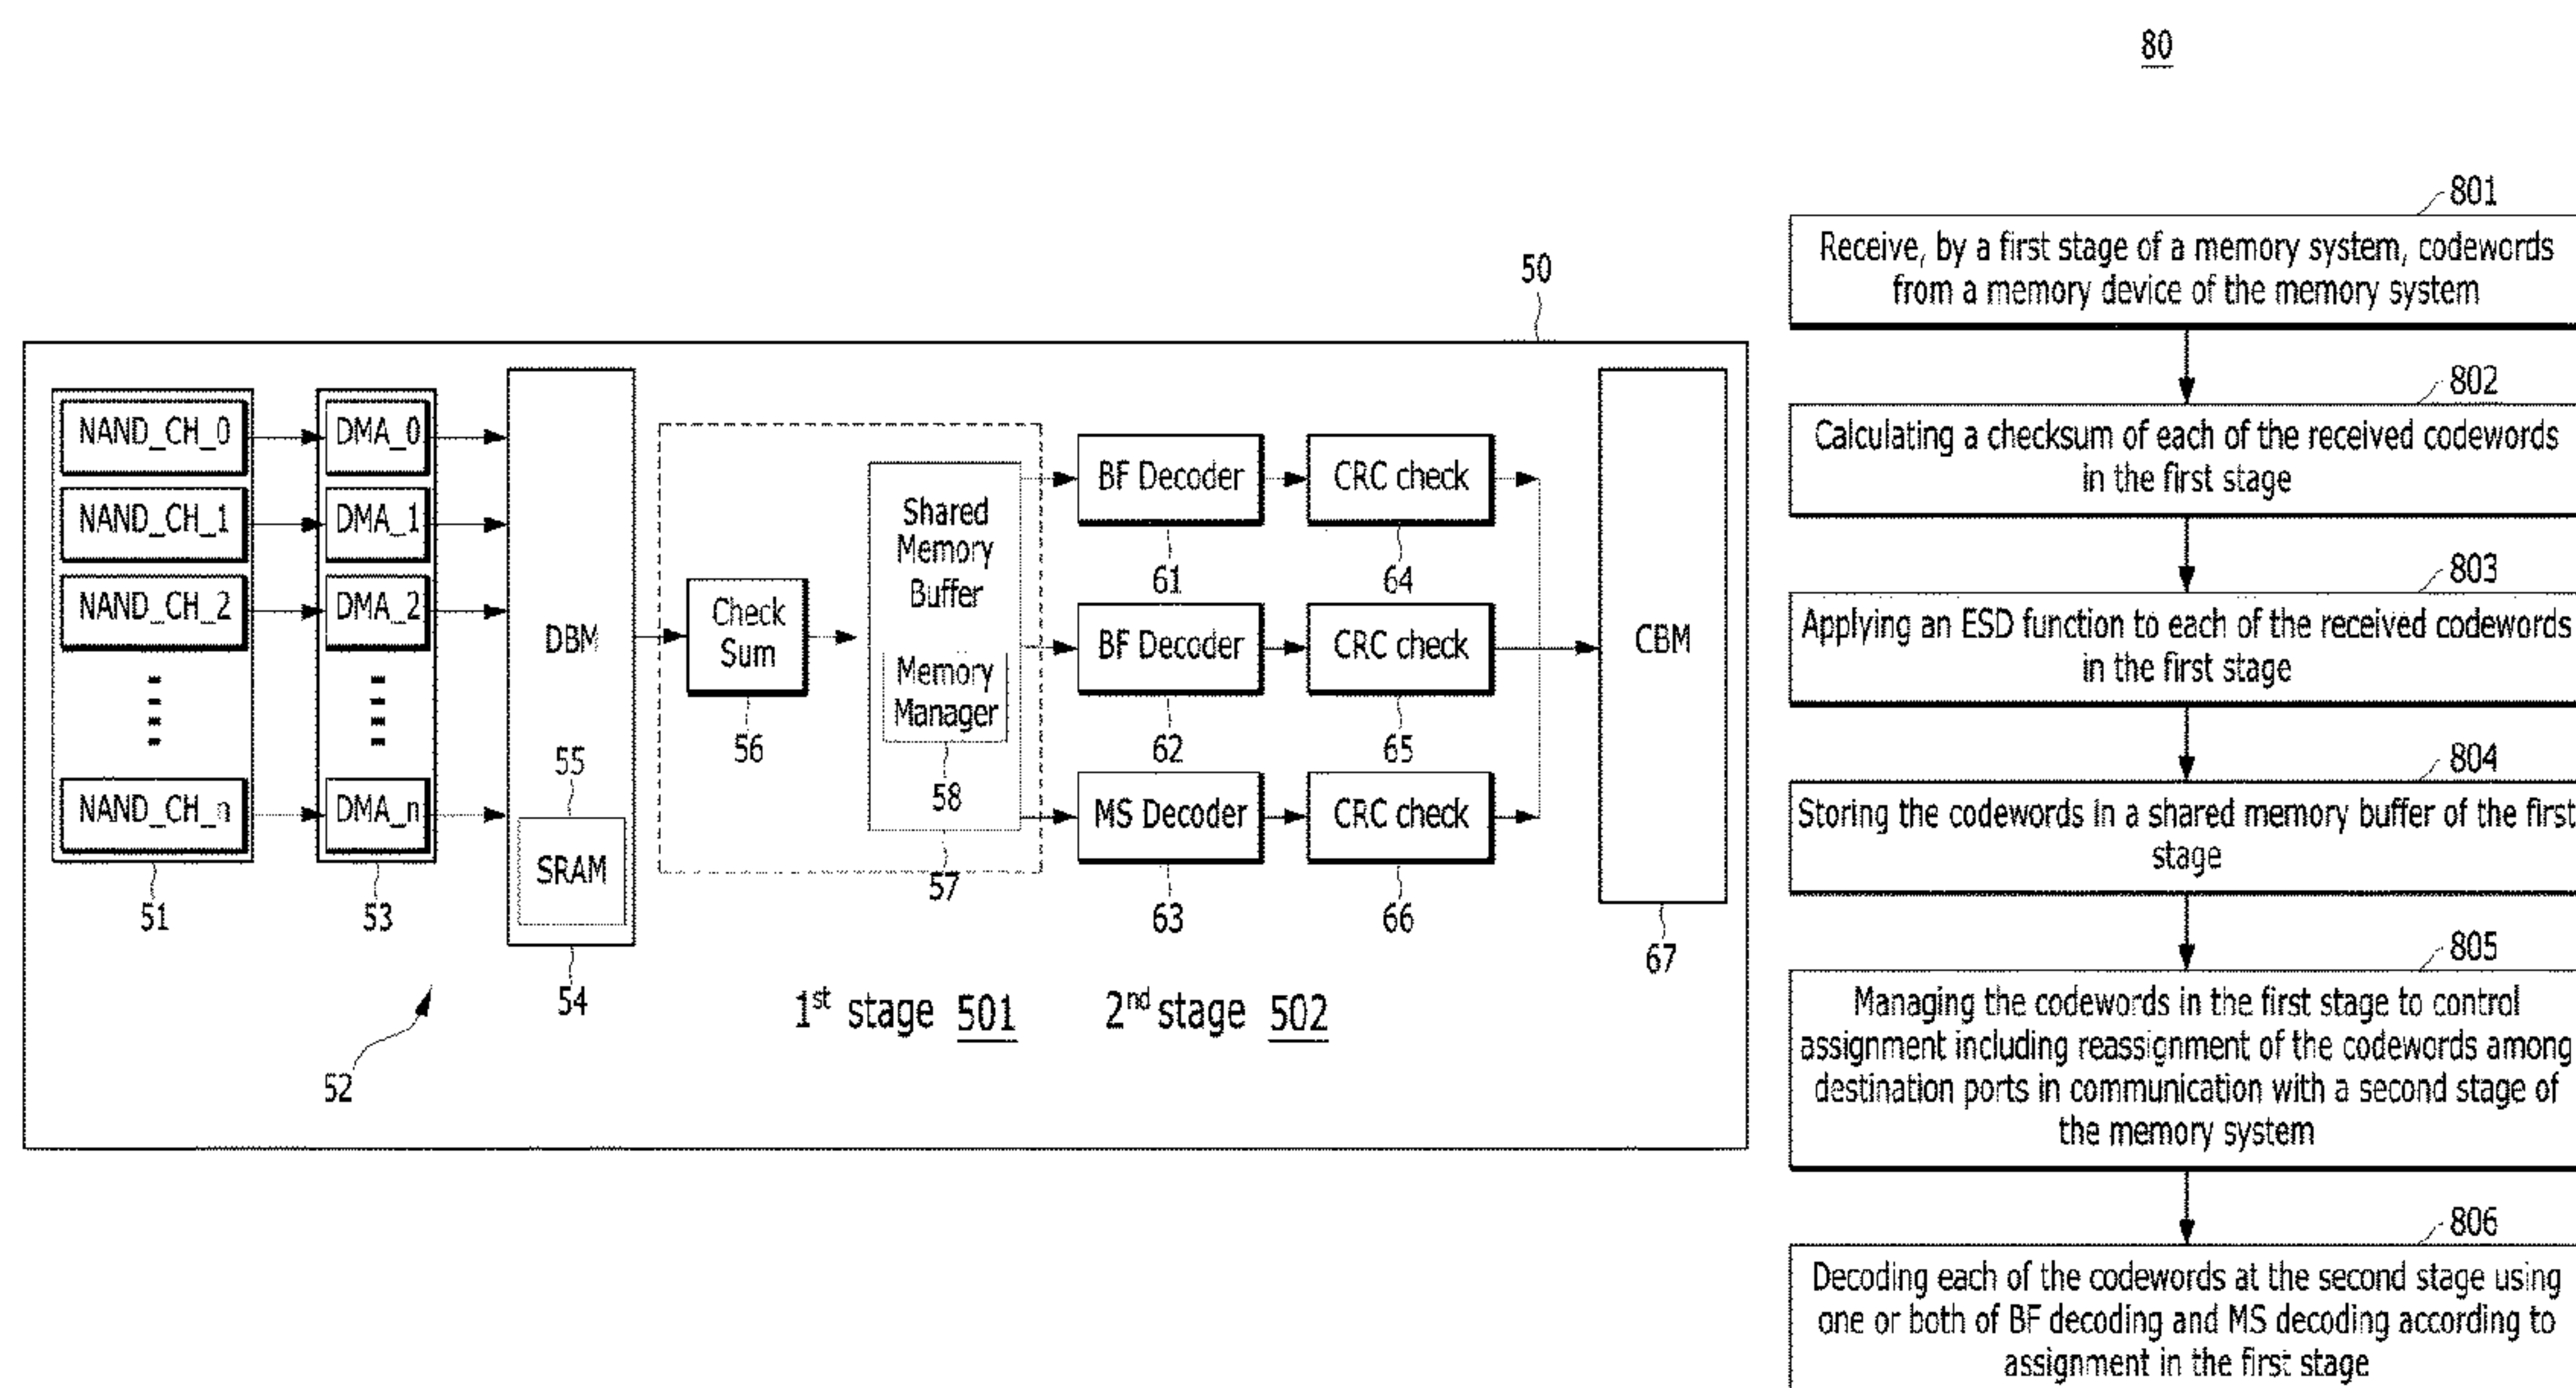 80
50
NAND_CH_0
NAND_CH_1
NAND_CH_2
NAND_CH_n
51
DMA_0
DMA_1
DMA_2
DMA_n
53
52
DBM
55
SRAM
54
Check
Sum
56
Shared
Memory
Buffer
Memory
Manager
58
57
BF Decoder
61
BF Decoder
62
MS Decoder
63
CRC check
64
CRC check
65
CRC check
66
CBM
67
1st stage 501
2nd stage 502
801
Receive, by a first stage of a memory system, codewords
from a memory device of the memory system
802
Calculating a checksum of each of the received codewords
in the first stage
803
Applying an ESD function to each of the received codewords
in the first stage
804
Storing the codewords in a shared memory buffer of the first
stage
805
Managing the codewords in the first stage to control
assignment including reassignment of the codewords among
destination ports in communication with a second stage of
the memory system
806
Decoding each of the codewords at the second stage using
one or both of BF decoding and MS decoding according to
assignment in the first stage